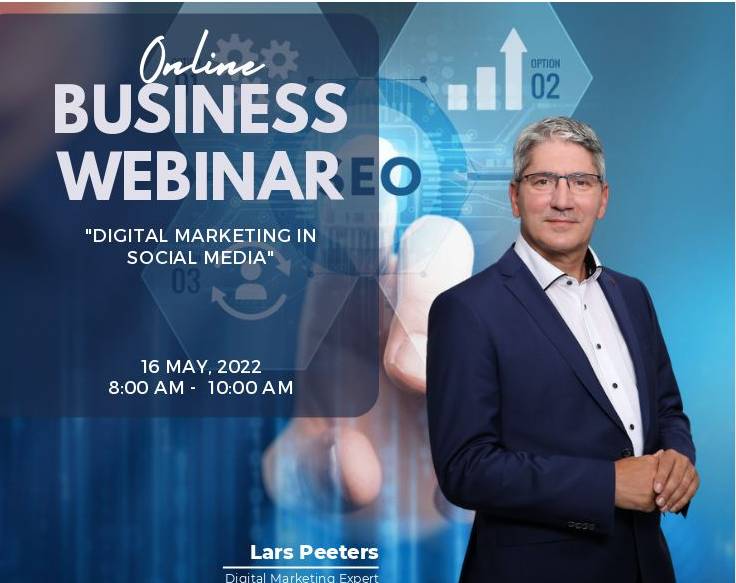 Online
BUSINESS
WEBINAR
"DIGITAL MARKETING IN
SOCIAL MEDIA"
16 MAY, 2022
8:00 AM - 10:00 AM
OPTION
02
SEO
03
Lars Peeters
Digital Marketing Expert